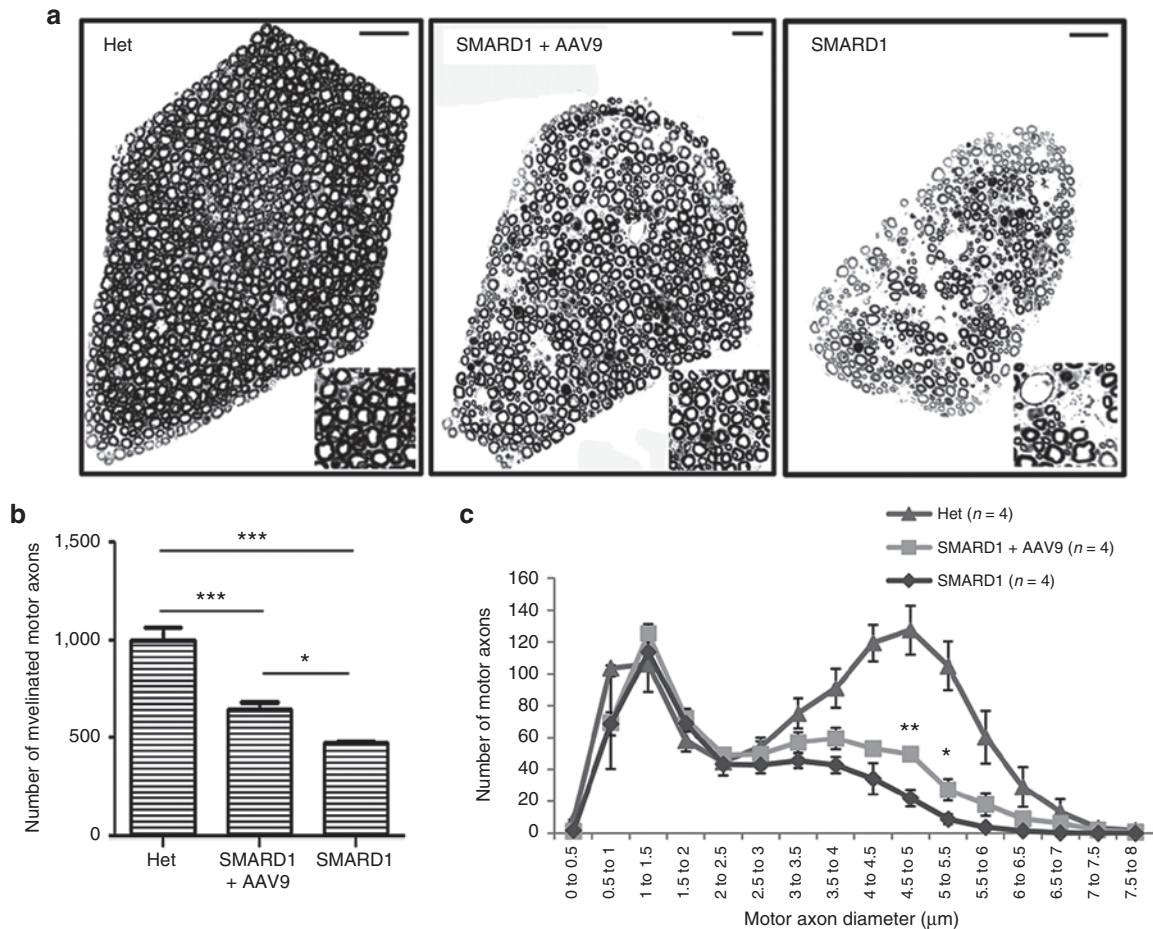 a
Het
SMARD1 + AAV9
SMARD1
b
Number of myelinated motor axons
1,500
1,000
500
0
***
***
*
Het
SMARD1
+ AAV9
SMARD1
c
Het (n = 4)
SMARD1 + AAV9 (n = 4)
SMARD1 (n = 4)
Number of motor axons
160
140
120
100
80
60
40
20
0
**
*
0 to 0.5
0.5 to 1
1 to 1.5
1.5 to 2
2 to 2.5
2.5 to 3
3 to 3.5
3.5 to 4
4 to 4.5
4.5 to 5
5 to 5.5
5.5 to 6
6 to 6.5
6.5 to 7
7 to 7.5
7.5 to 8
Motor axon diameter (μm)